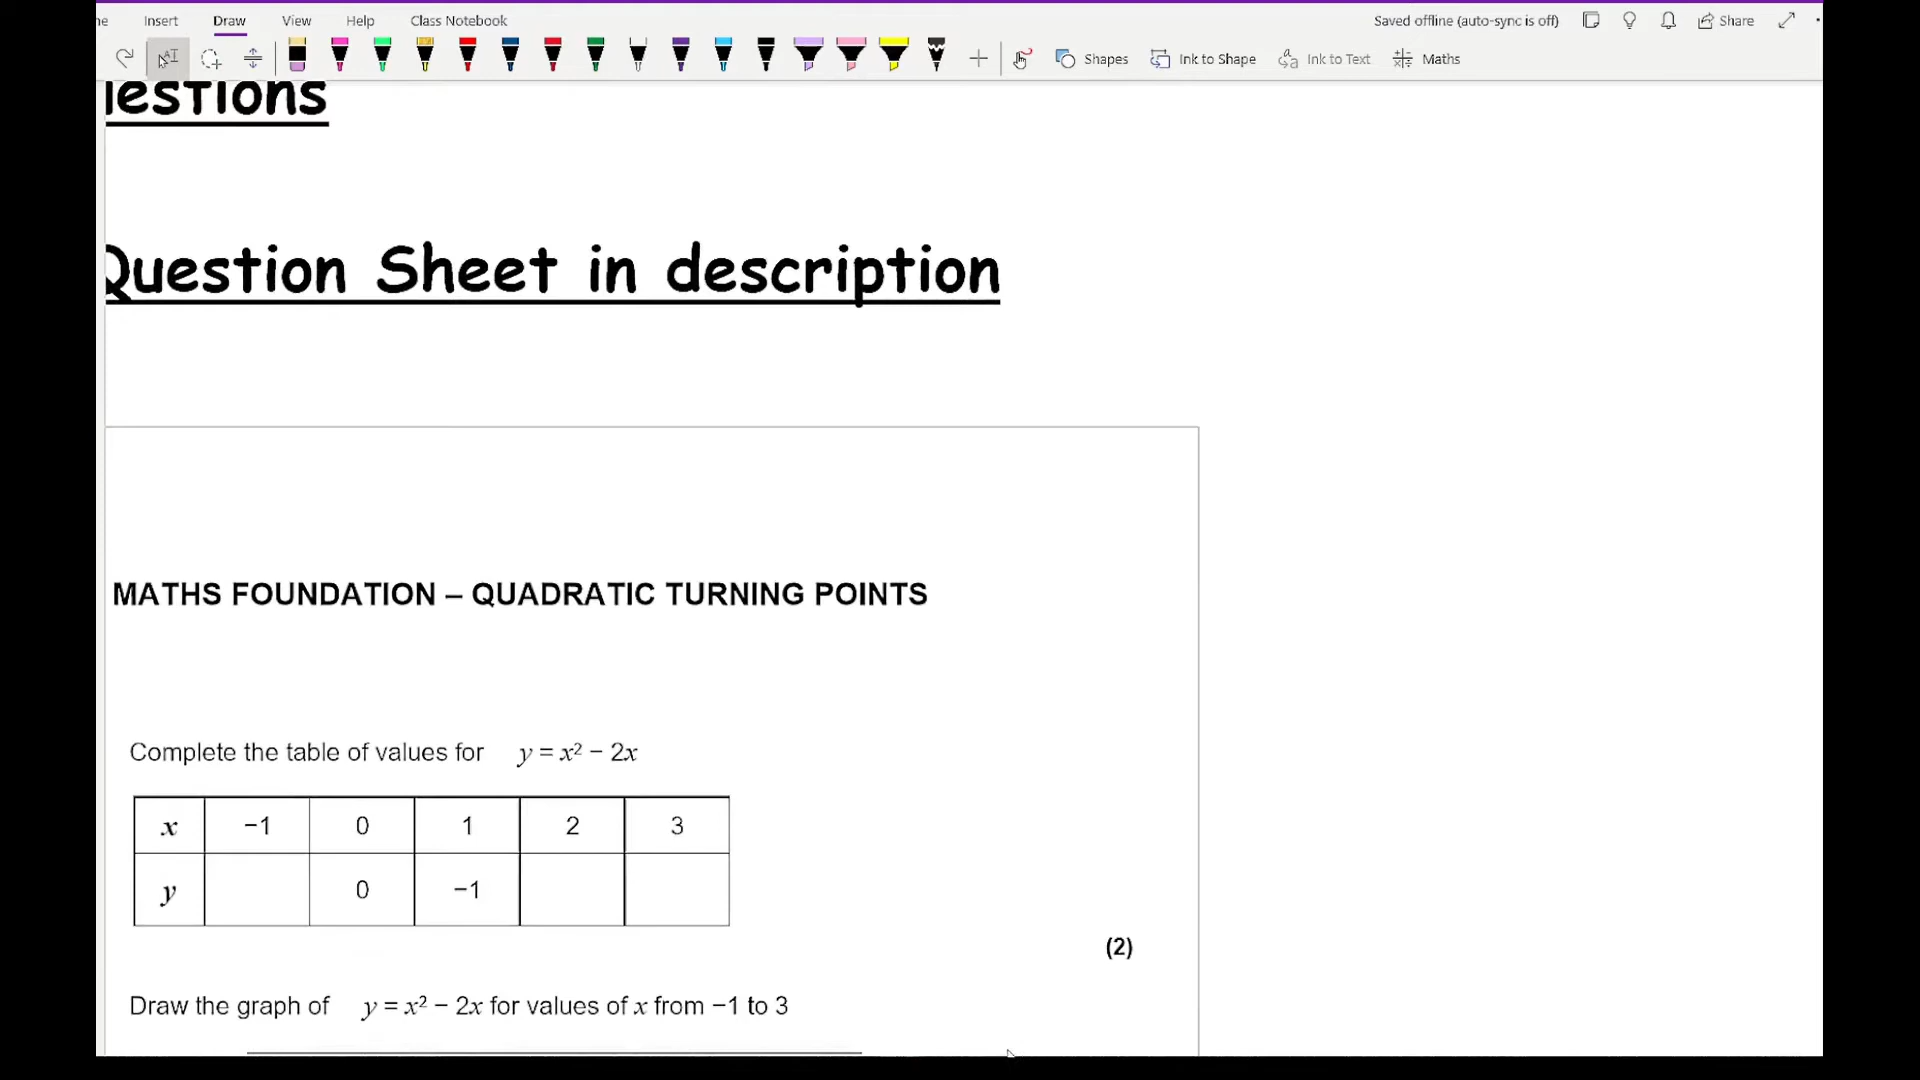 Insert Draw View Help Class Notebook Saved offline (auto-sync is off) Share
Shapes Ink to Shape Ink to Text Maths
Question Sheet in description
MATHS FOUNDATION – QUADRATIC TURNING POINTS
Complete the table of values for y = x² − 2x
x −1 0 1 2 3
y 0 −1
(2)
Draw the graph of y = x² − 2x for values of x from −1 to 3